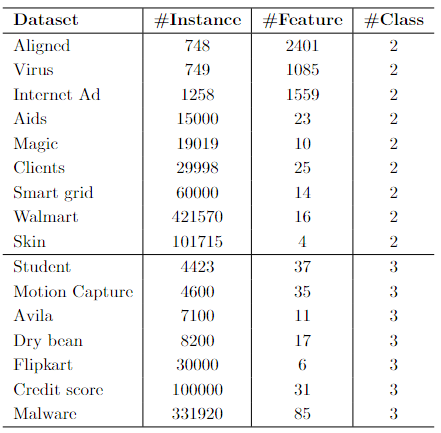 Dataset #Instance #Feature #Class
Aligned 748 2401 2
Virus 749 1085 2
Internet Ad 1258 1559 2
Aids 15000 23 2
Magic 19019 10 2
Clients 29998 25 2
Smart grid 60000 14 2
Walmart 421570 16 2
Skin 101715 4 2
Student 4423 37 3
Motion Capture 4600 35 3
Avila 7100 11 3
Dry bean 8200 17 3
Flipkart 30000 6 3
Credit score 100000 31 3
Malware 331920 85 3